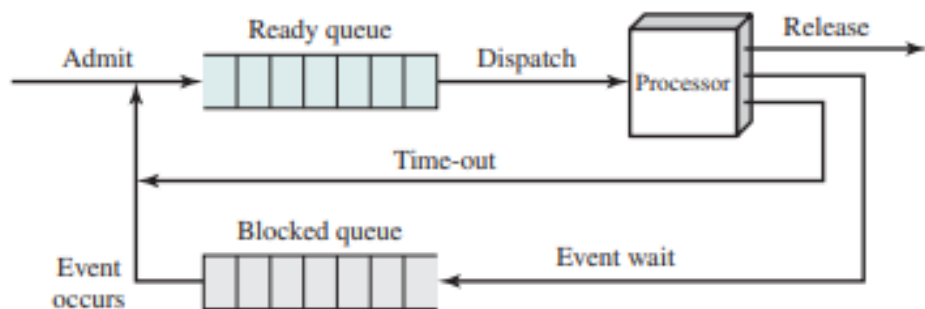 Ready queue
Release
Admit
Dispatch
Processor
Time-out
Blocked queue
Event wait
Event
occurs